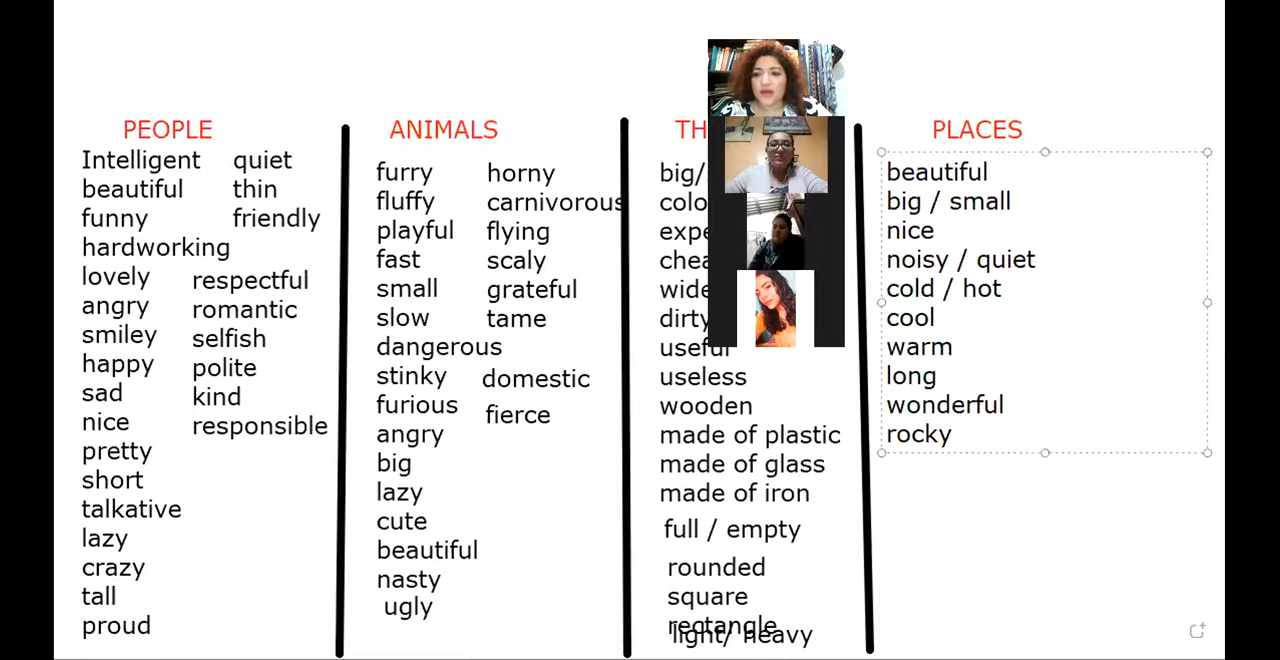 PEOPLE
Intelligent quiet
beautiful thin
funny friendly
hardworking
lovely respectful
angry romantic
smiley selfish
happy polite
sad kind
nice responsible
pretty
short
talkative
lazy
crazy
tall
proud
ANIMALS
furry horny
fluffy carnivorous
playful flying
fast scaly
small grateful
slow tame
dangerous
stinky domestic
furious fierce
angry
big
lazy
cute
beautiful
nasty
ugly
big/
dirty
useful
useless
wooden
made of plastic
made of glass
made of iron
full / empty
rounded
square
rectangle
light/ heavy
PLACES
beautiful
big / small
nice
noisy / quiet
cold / hot
cool
warm
long
wonderful
rocky